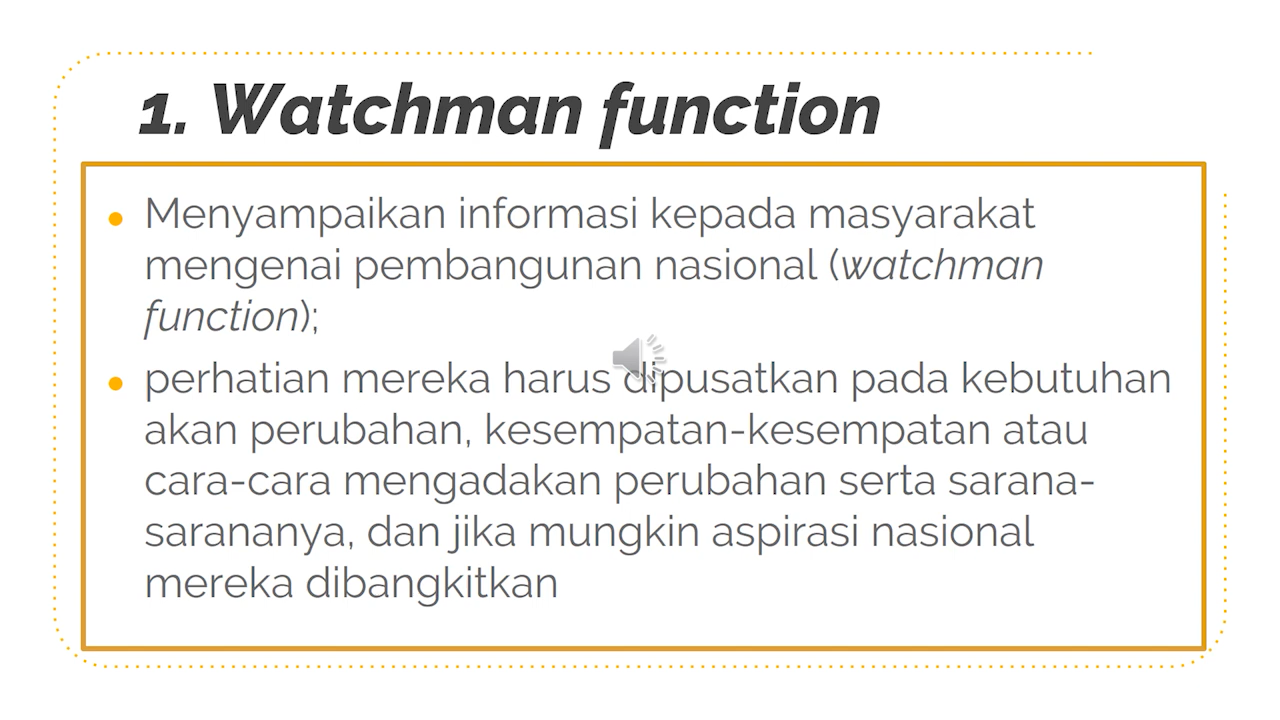 1. Watchman function
Menyampaikan informasi kepada masyarakat
mengenai pembangunan nasional (watchman
function);
perhatian mereka harus dipusatkan pada kebutuhan
akan perubahan, kesempatan-kesempatan atau
cara-cara mengadakan perubahan serta sarana-
sarananya, dan jika mungkin aspirasi nasional
mereka dibangkitkan